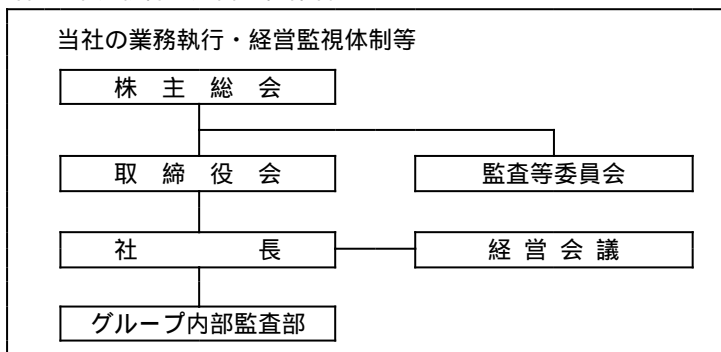 当社の業務執行・経営監視体制等
株 主 総 会
取 締 役 会
監査等委員会
社 長
経 営 会 議
グループ内部監査部